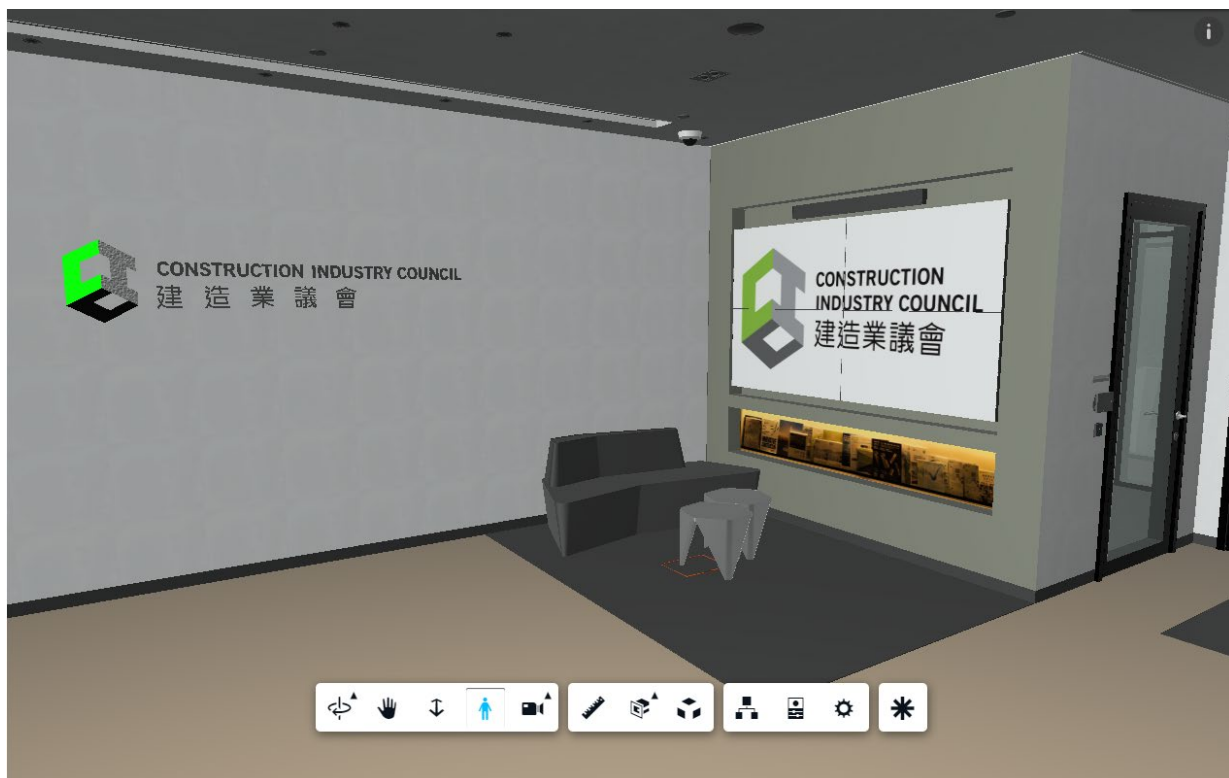 CONSTRUCTION INDUSTRY COUNCIL
建造業議會
CONSTRUCTION
INDUSTRY COUNCIL
建造業議會
i